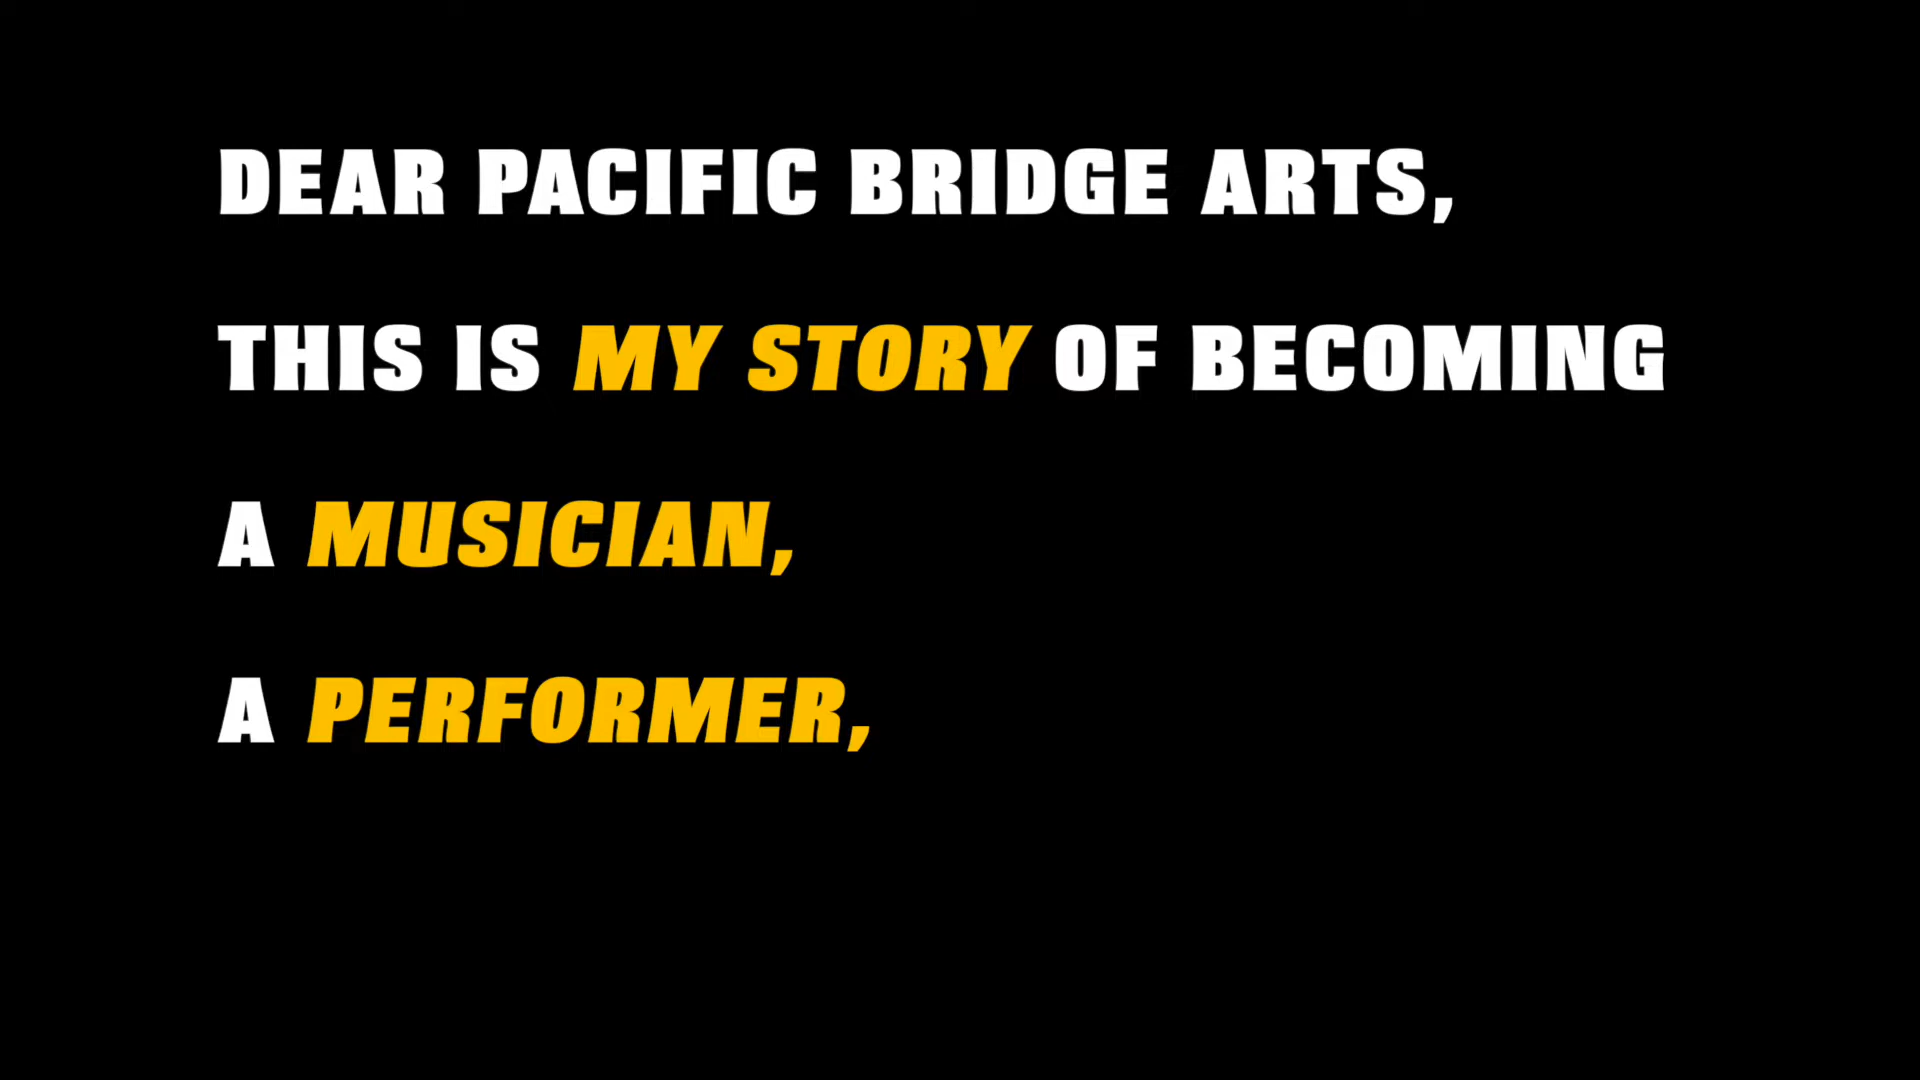 DEAR PACIFIC BRIDGE ARTS,
THIS IS MY STORY OF BECOMING
A MUSICIAN,
A PERFORMER,